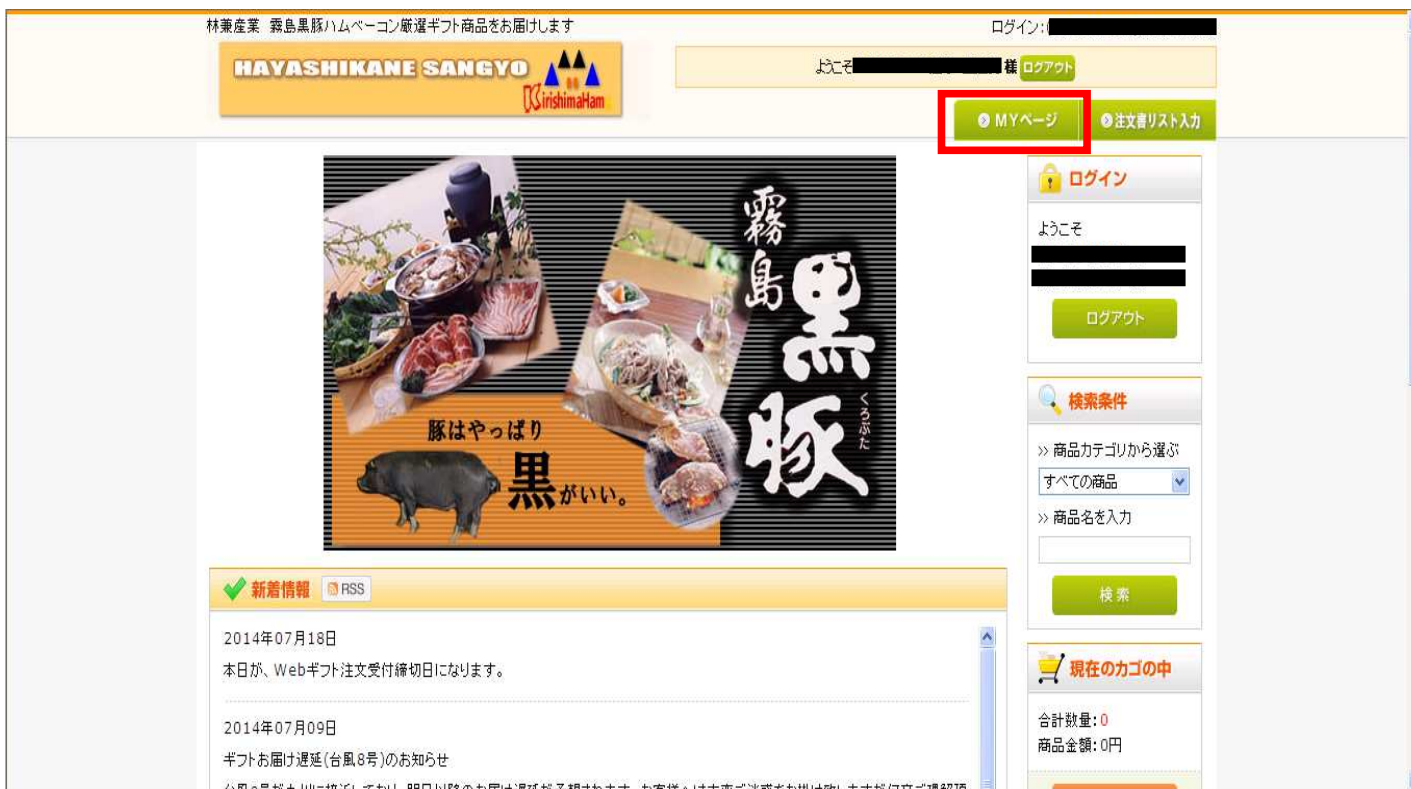 林兼産業 霧島黒豚ハムベーコン厳選ギフト商品をお届けします
ログイン:(
HAYASHIKANE SANGYO
KirishimaHam
ようこそ
様 ログアウト
MYページ
注文書リスト入力
霧島
黒豚
くろぶた
豚はやっぱり
黒がいい。
ログイン
ようこそ
ログアウト
検索条件
>> 商品カテゴリから選ぶ
すべての商品
>> 商品名を入力
検索
新着情報 RSS
2014年07月18日
本日が、Webギフト注文受付締切日になります。
2014年07月09日
ギフトお届け遅延(台風8号)のお知らせ
現在のカゴの中
合計数量:0
商品金額:0円